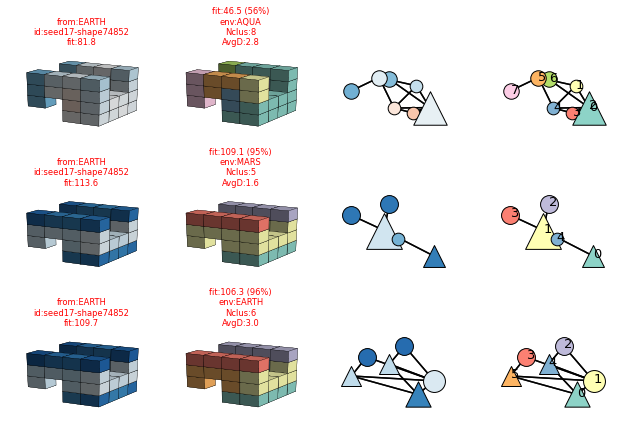 from:EARTH
id:seed17-shape74852
fit:81.8
fit:46.5 (56%)
env:AQUA
Nclus:8
AvgD:2.8
7
5
6
1
4
3
2
from:EARTH
id:seed17-shape74852
fit:113.6
fit:109.1 (95%)
env:MARS
Nclus:5
AvgD:1.6
3
2
1
4
0
from:EARTH
id:seed17-shape74852
fit:109.7
fit:106.3 (96%)
env:EARTH
Nclus:6
AvgD:3.0
2
3
4
5
1
0